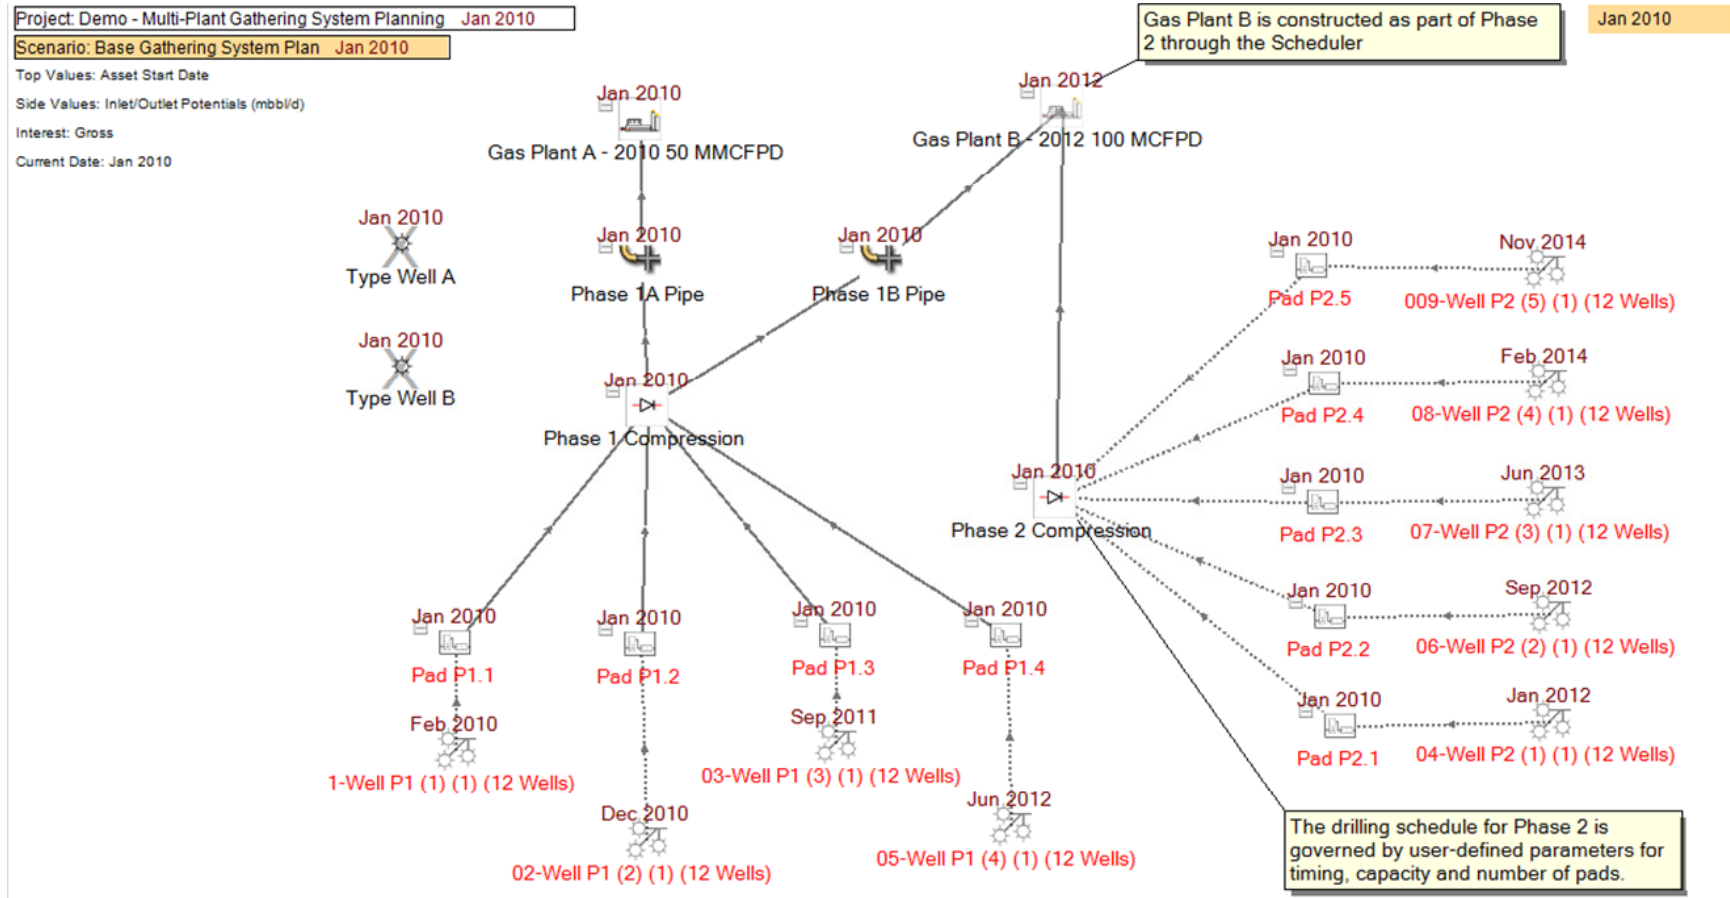 Project: Demo - Multi-Plant Gathering System Planning Jan 2010
Scenario: Base Gathering System Plan Jan 2010
Top Values: Asset Start Date
Side Values: Inlet/Outlet Potentials (mbbl/d)
Interest: Gross
Current Date: Jan 2010
Gas Plant B is constructed as part of Phase
2 through the Scheduler
Jan 2010
Jan 2010
Gas Plant A - 2010 50 MMCFPD
Jan 2012
Gas Plant B - 2012 100 MCFPD
Jan 2010
Type Well A
Jan 2010
Phase 1A Pipe
Jan 2010
Phase 1B Pipe
Jan 2010
Type Well B
Jan 2010
Phase 1 Compression
Jan 2010
Pad P2.5
Nov 2014
009-Well P2 (5) (1) (12 Wells)
Jan 2010
Pad P2.4
Feb 2014
08-Well P2 (4) (1) (12 Wells)
Jan 2010
Phase 2 Compression
Jan 2010
Pad P2.3
Jun 2013
07-Well P2 (3) (1) (12 Wells)
Jan 2010
Pad P2.2
Sep 2012
06-Well P2 (2) (1) (12 Wells)
Jan 2010
Pad P2.1
Jan 2012
04-Well P2 (1) (1) (12 Wells)
Jan 2010
Pad P1.1
Jan 2010
Pad P1.2
Jan 2010
Pad P1.3
Jan 2010
Pad P1.4
Feb 2010
1-Well P1 (1) (1) (12 Wells)
Dec 2010
02-Well P1 (2) (1) (12 Wells)
Sep 2011
03-Well P1 (3) (1) (12 Wells)
Jun 2012
05-Well P1 (4) (1) (12 Wells)
The drilling schedule for Phase 2 is
governed by user-defined parameters for
timing, capacity and number of pads.